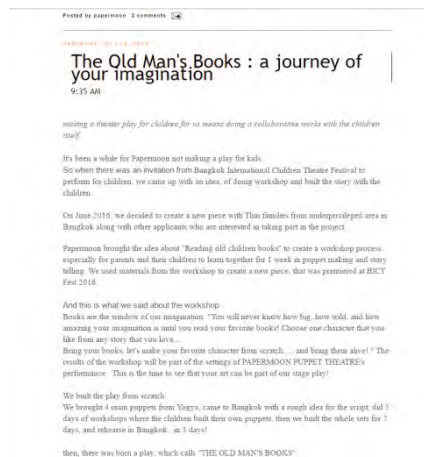 Posted by papermoon 2 comments
The Old Man's Books : a journey of
your imagination
9:35 AM
making a theater play for children for us means doing a collaborative works with the children
itself.
It's been a while for Papermoon not making a play for kids.
So when there was an invitation from Bangkok International Children Theatre Festival to
perform for children, we came up with an idea, of doing workshop and built the story with the
children.
On June 2016, we decided to create a new piece with Thai families from underprivileged area in
Bangkok along with other applicants who are interested in taking part in the project.
Papermoon brought the idea about "Reading old children books" to create a workshop process,
especially for parents and their children to learn together for 1 week in puppet making and story
telling. We used materials from the workshop to create a new piece, that was premiered at BICT
Fest 2016.
And this is what we said about the workshop
Books are the window of our imagination. "You will never know how big, how wild, and how
amazing your imagination is until you read your favorite books! Choose one character that you
like from any story that you love...
Bring your books, let's make your favorite character from scratch.... and bring them alive! " The
results of the workshop will be part of the settings of PAPERMOON PUPPET THEATRE's
performance. This is the time to see that your art can be part of our stage play!
We built the play from scratch.
We brought 4 main puppets from Yogya, came to Bangkok with a rough idea for the script, did 5
days of workshops where the children built their own puppets, then we built the whole sets for 7
days, and rehearse in Bangkok.. in 3 days!
then, there was born a play, which calls "THE OLD MAN'S BOOKS"